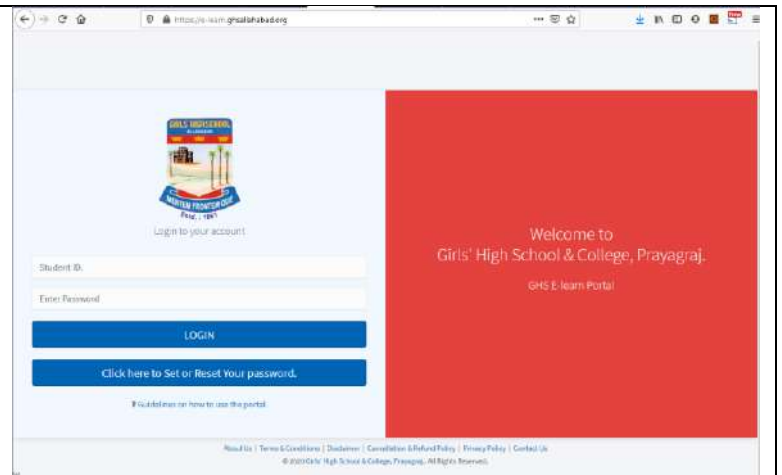 https://e-learn.ghsallahabad.org
GIRLS HIGH SCHOOL
ALLAHABAD
Estd. : 1861
Login to your account
Student ID.
Enter Password
LOGIN
Click here to Set or Reset Your password.
Guidelines on how to use the portal.
Welcome to
Girls' High School & College, Prayagraj.
GHS E-learn Portal
About Us | Terms & Conditions | Disclaimer | Cancellation & Refund Policy | Privacy Policy | Contact Us
© 2020 Girls' High School & College, Prayagraj. All Rights Reserved.